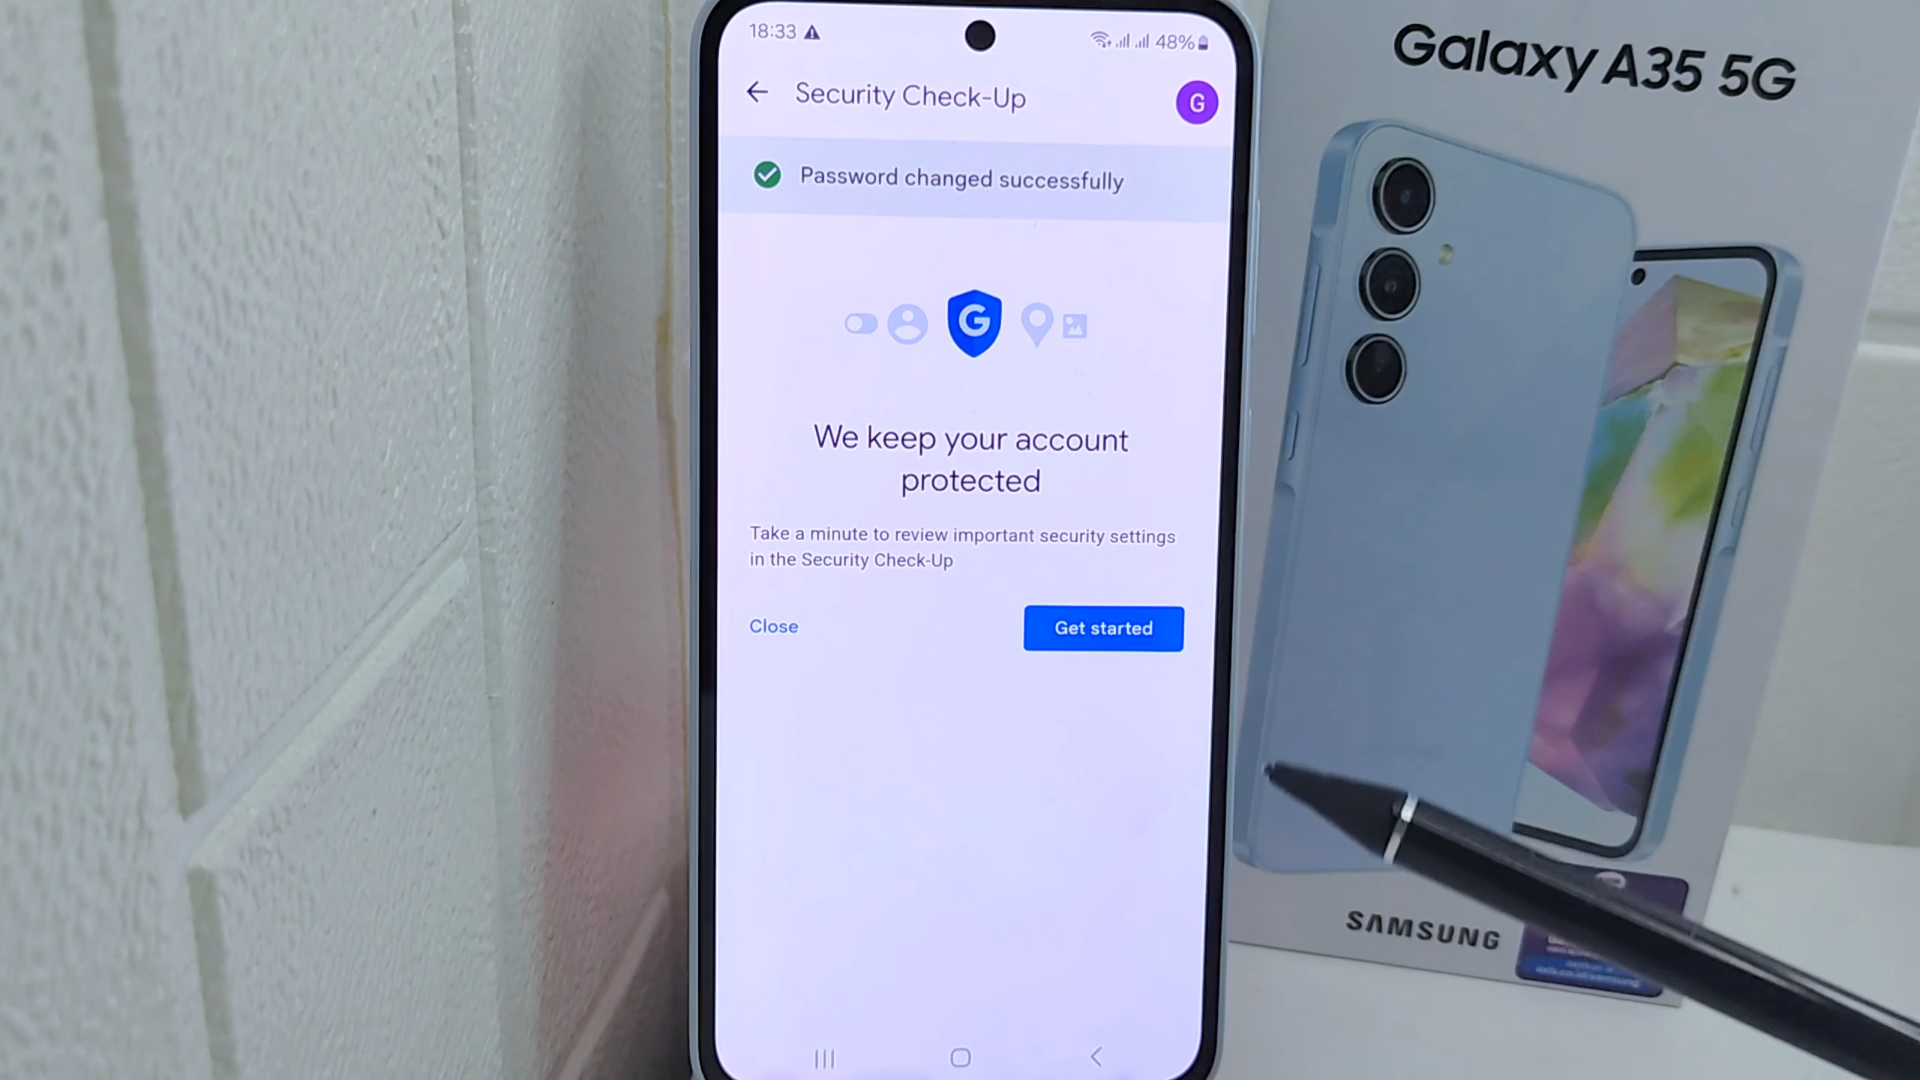 18:33
48%
Security Check-Up
G
Password changed successfully
G
We keep your account
protected
Take a minute to review important security settings
in the Security Check-Up
Close
Get started
Galaxy A35 5G
SAMSUNG